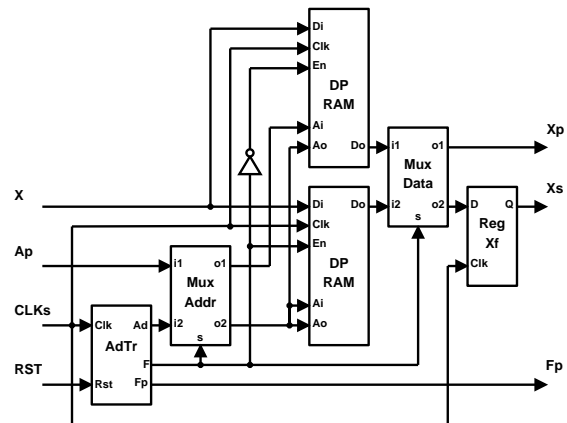 Di
Clk
En
DP
RAM
Ai
Ao
Do
i1
o1
Xp
Mux
Data
X
Di
Do
i2
o2
D
Q
Xs
s
Clk
Reg
Xf
En
Ap
i1
o1
DP
RAM
Clk
Mux
Addr
CLKs
Ai
Clk
Ad
i2
o2
Ao
AdTr
s
RST
F
Fp
Rst
Fp